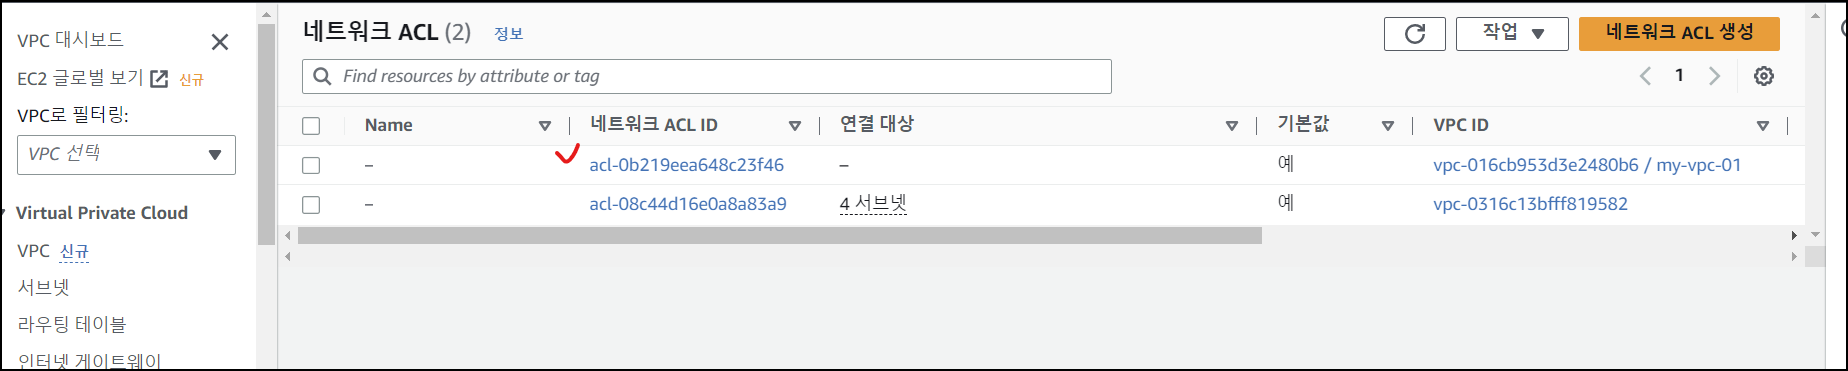 VPC 대시보드
EC2 글로벌 보기 신규
VPC로 필터링:
VPC 선택
Virtual Private Cloud
VPC 신규
서브넷
라우팅 테이블
인터넷 게이트웨이
네트워크 ACL (2) 정보
작업
네트워크 ACL 생성
Find resources by attribute or tag
1
Name 네트워크 ACL ID 연결 대상 기본값 VPC ID
– acl-0b219eea648c23f46 – 예 vpc-016cb953d3e2480b6 / my-vpc-01
– acl-08c44d16e0a8a83a9 4 서브넷 예 vpc-0316c13bfff819582